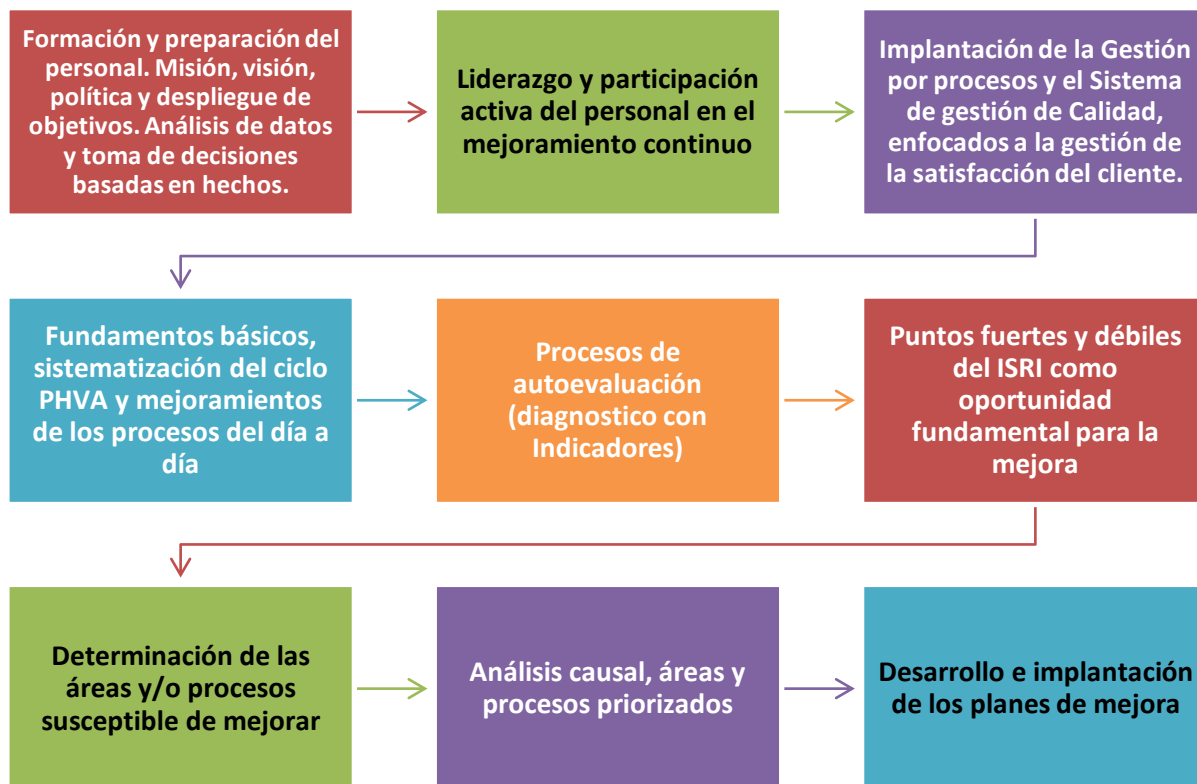 Formación y preparación del
personal. Misión, visión,
política y despliegue de
objetivos. Análisis de datos
y toma de decisiones
basadas en hechos.
Liderazgo y participación
activa del personal en el
mejoramiento continuo
Implantación de la Gestión
por procesos y el Sistema
de gestión de Calidad,
enfocados a la gestión de
la satisfacción del cliente.
Fundamentos básicos,
sistematización del ciclo
PHVA y mejoramientos
de los procesos del día a
día
Procesos de
autoevaluación
(diagnostico con
Indicadores)
Puntos fuertes y débiles
del ISRI como
oportunidad
fundamental para la
mejora
Determinación de las
áreas y/o procesos
susceptible de mejorar
Análisis causal, áreas y
procesos priorizados
Desarrollo e implantación
de los planes de mejora